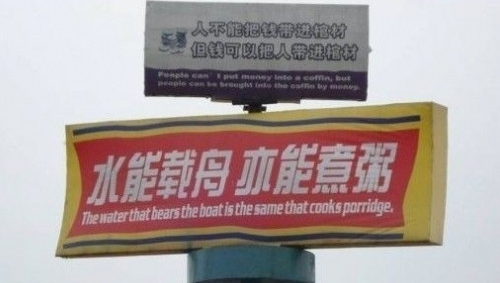 人不能把钱带进棺材
但钱可以把人带进棺材
People can't put money into a coffin, but
people can be brought into the coffin by money.
水能载舟 亦能煮粥
The water that bears the boat is the same that cooks porridge.